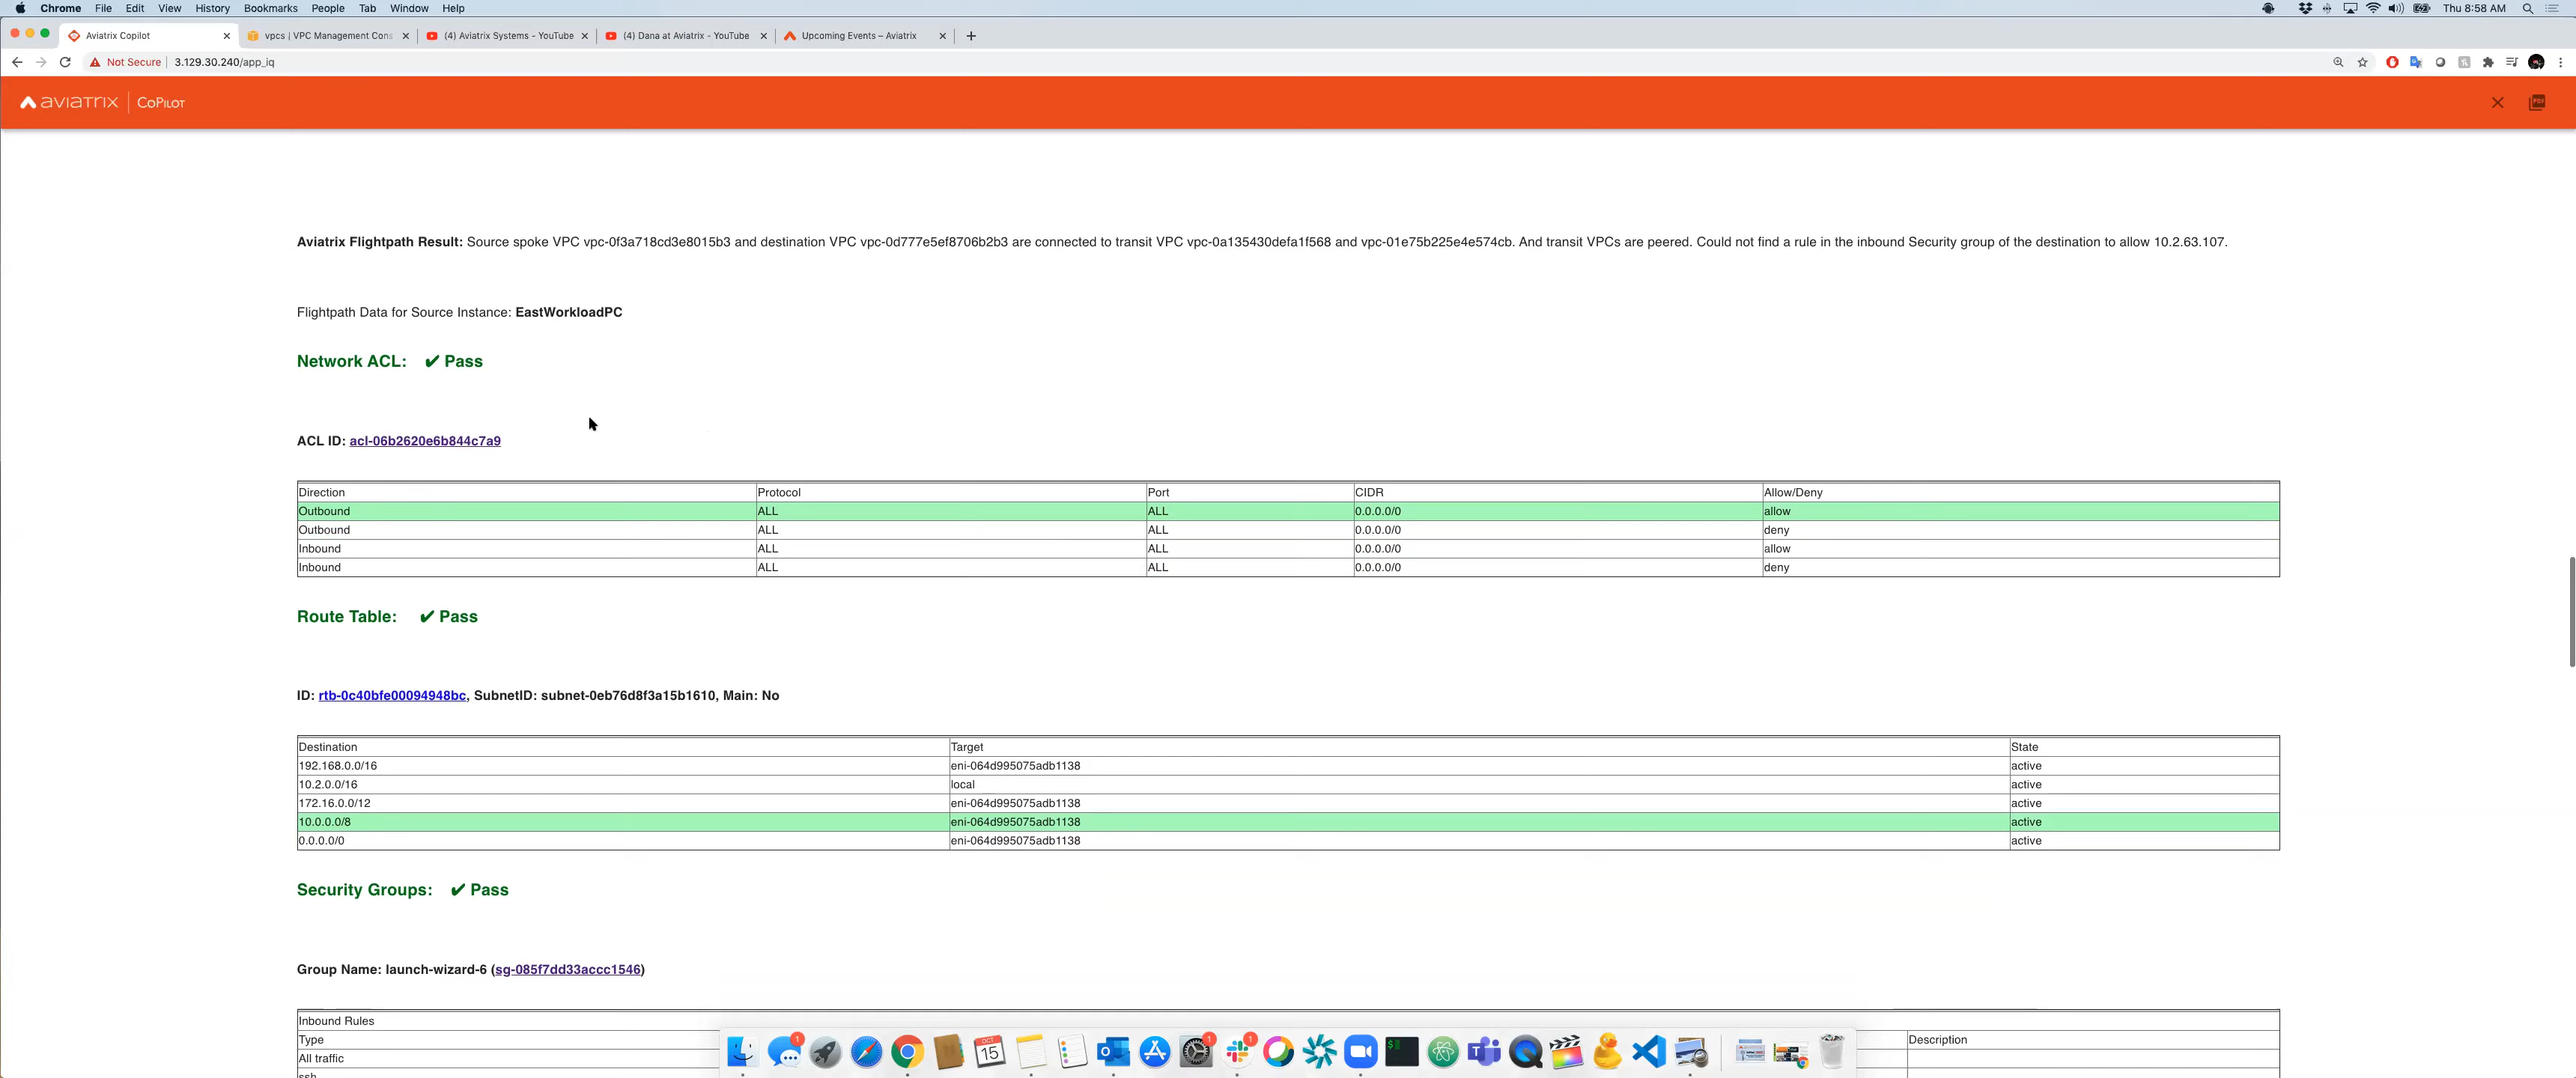 Chrome File Edit View History Bookmarks People Tab Window Help Thu 8:58 AM
Aviatrix Copilot vpcs | VPC Management Cons (4) Aviatrix Systems - YouTube (4) Dana at Aviatrix - YouTube Upcoming Events – Aviatrix
Not Secure 3.129.30.240/app_iq
aviatrix CoPilot
Aviatrix Flightpath Result: Source spoke VPC vpc-0f3a718cd3e8015b3 and destination VPC vpc-0d777e5ef8706b2b3 are connected to transit VPC vpc-0a135430defa1f568 and vpc-01e75b225e4e574cb. And transit VPCs are peered. Could not find a rule in the inbound Security group of the destination to allow 10.2.63.107.
Flightpath Data for Source Instance: EastWorkloadPC
Network ACL: ✔ Pass
ACL ID: acl-06b2620e6b844c7a9
Direction Protocol Port CIDR Allow/Deny
Outbound ALL ALL 0.0.0.0/0 allow
Outbound ALL ALL 0.0.0.0/0 deny
Inbound ALL ALL 0.0.0.0/0 allow
Inbound ALL ALL 0.0.0.0/0 deny
Route Table: ✔ Pass
ID: rtb-0c40bfe00094948bc, SubnetID: subnet-0eb76d8f3a15b1610, Main: No
Destination Target State
192.168.0.0/16 eni-064d995075adb1138 active
10.2.0.0/16 local active
172.16.0.0/12 eni-064d995075adb1138 active
10.0.0.0/8 eni-064d995075adb1138 active
0.0.0.0/0 eni-064d995075adb1138 active
Security Groups: ✔ Pass
Group Name: launch-wizard-6 (sg-085f7dd33accc1546)
Inbound Rules
Type Description
All traffic
ssh
OCT
15
1
1
1